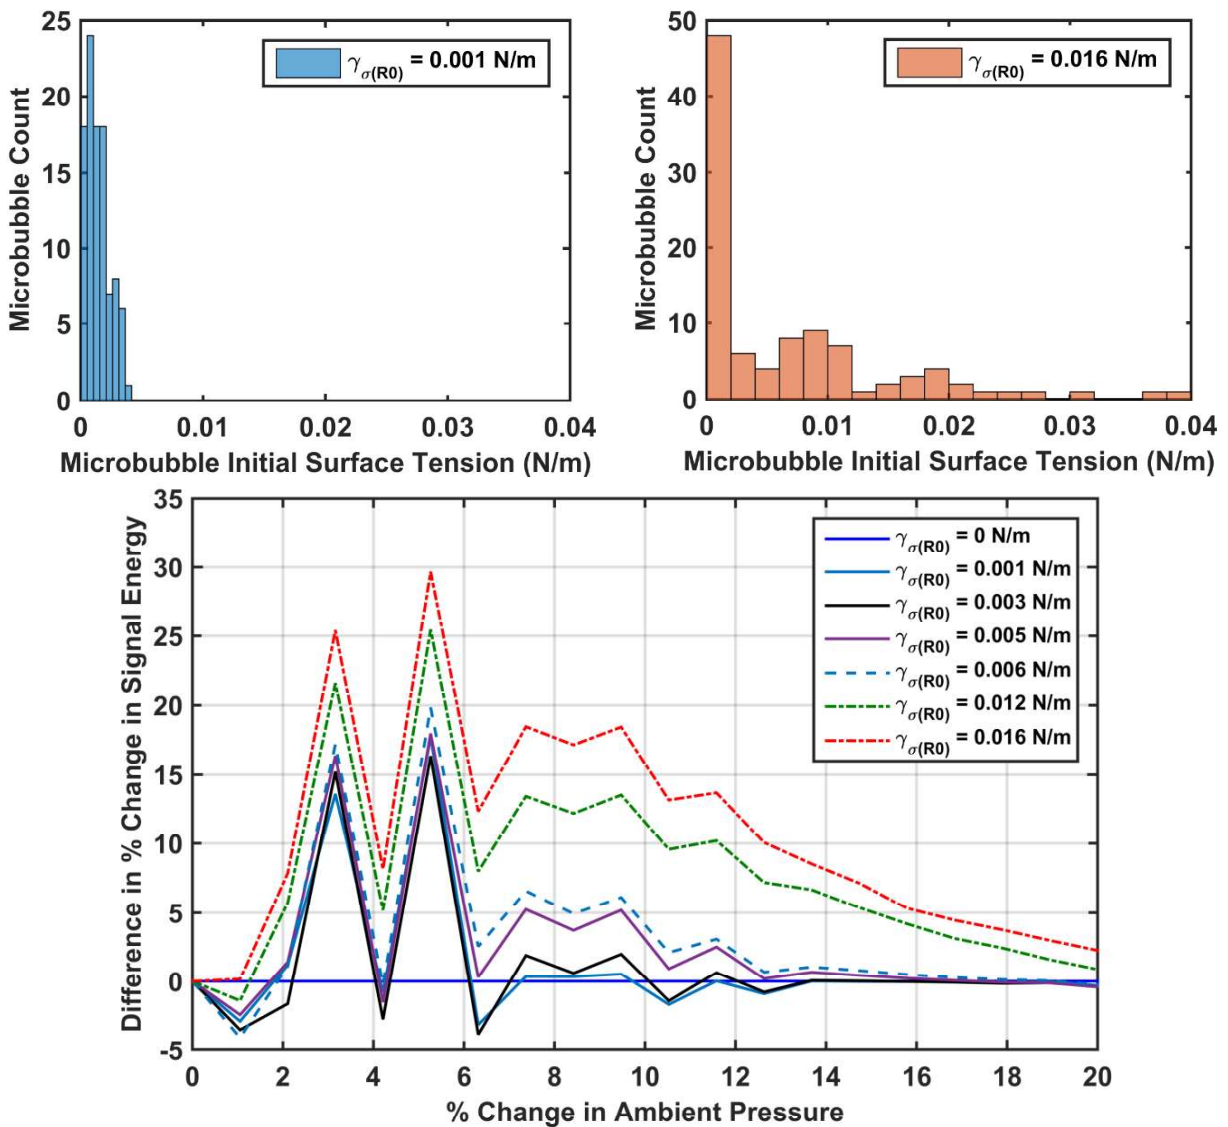 γσ(R0) = 0.001 N/m
25
20
15
10
5
0
Microbubble Count
0 0.01 0.02 0.03 0.04
Microbubble Initial Surface Tension (N/m)
γσ(R0) = 0.016 N/m
50
40
30
20
10
0
Microbubble Count
0 0.01 0.02 0.03 0.04
Microbubble Initial Surface Tension (N/m)
35
30
25
20
15
10
5
0
-5
Difference in % Change in Signal Energy
γσ(R0) = 0 N/m
γσ(R0) = 0.001 N/m
γσ(R0) = 0.003 N/m
γσ(R0) = 0.005 N/m
γσ(R0) = 0.006 N/m
γσ(R0) = 0.012 N/m
γσ(R0) = 0.016 N/m
0 2 4 6 8 10 12 14 16 18 20
% Change in Ambient Pressure